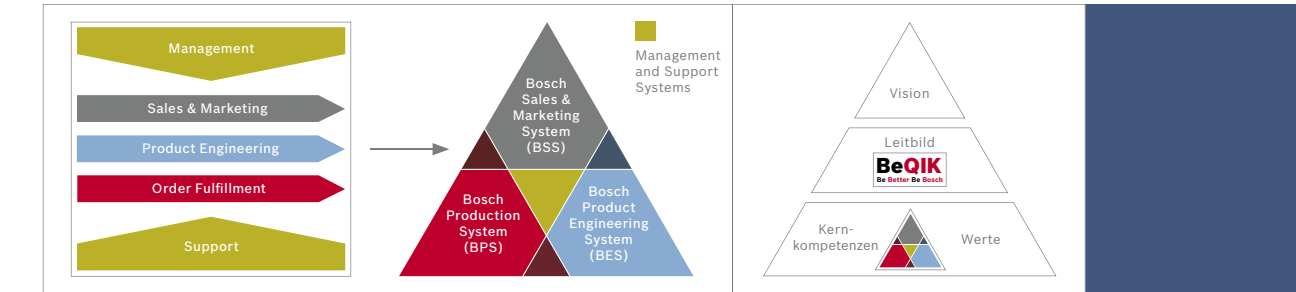 Management
Sales & Marketing
Product Engineering
Order Fulfillment
Support
Bosch
Sales &
Marketing
System
(BSS)
Bosch
Production
System
(BPS)
Bosch
Product
Engineering
System
(BES)
Management
and Support
Systems
Vision
Leitbild
BeQIK
Be Better Be Bosch
Kern-
kompetenzen
Werte